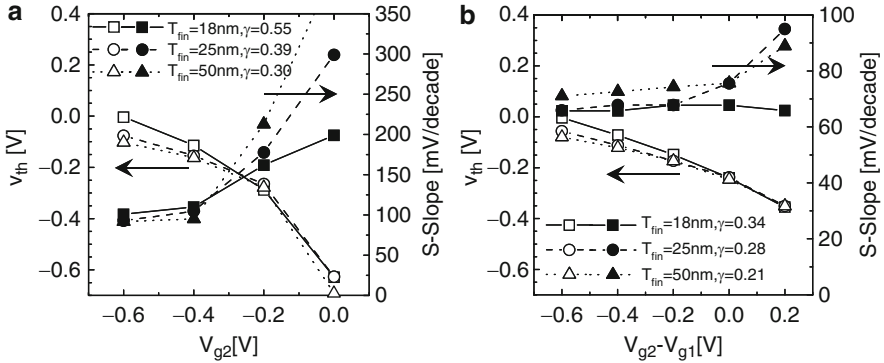 a
b
0.4
0.2
0.0
−0.2
−0.4
−0.6
v_th [V]
T_fin=18nm,γ=0.55
T_fin=25nm,γ=0.39
T_fin=50nm,γ=0.30
350
300
250
200
150
100
50
0
S-Slope [mV/decade]
−0.6
−0.4
−0.2
0.0
V_g2[V]
0.4
0.2
0.0
−0.2
−0.4
−0.6
v_th [V]
T_fin=18nm,γ=0.34
T_fin=25nm,γ=0.28
T_fin=50nm,γ=0.21
100
80
60
40
20
0
S-Slope [mV/decade]
−0.6
−0.4
−0.2
0.0
0.2
V_g2−V_g1[V]